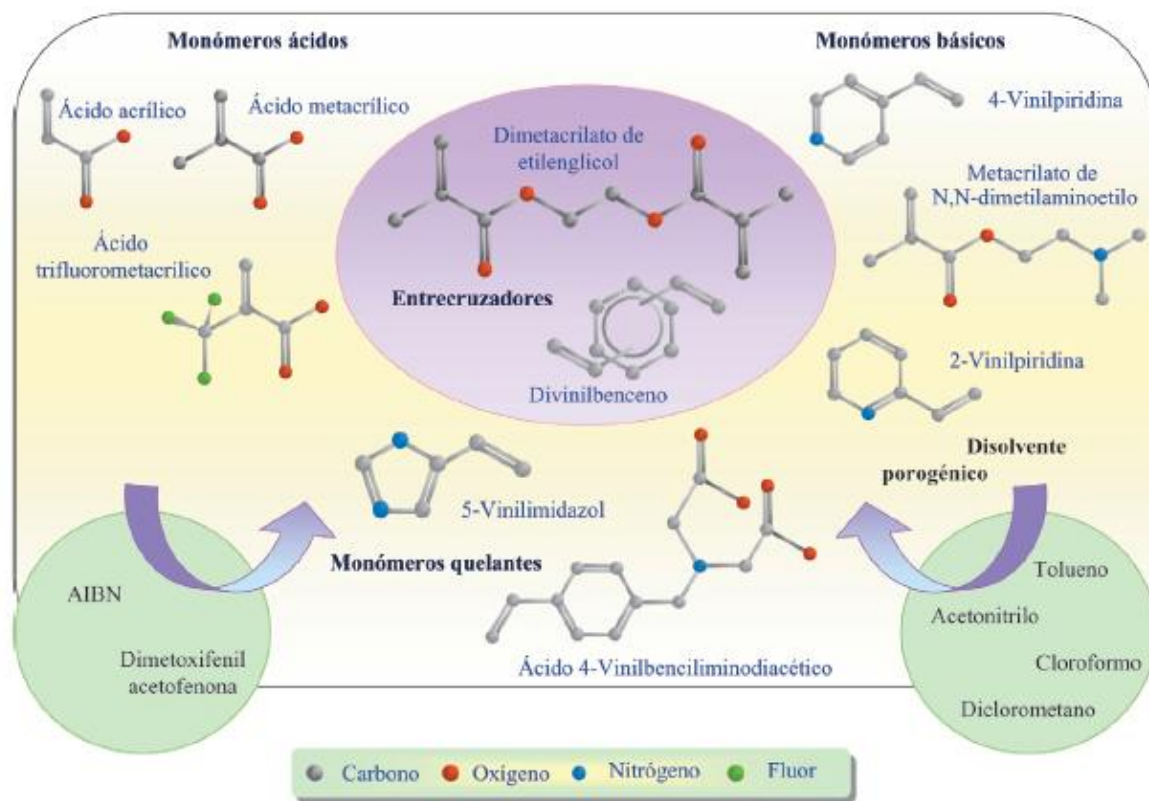 Monómeros ácidos
Ácido acrílico
Ácido metacrílico
Ácido
trifluorometacrilico
Dimetacrilato de
etilenglicol
Entrecruzadores
Divinilbenceno
Monómeros básicos
4-Vinilpiridina
Metacrilato de
N,N-dimetilaminoetilo
2-Vinilpiridina
Disolvente
porogénico
5-Vinilimidazol
Monómeros quelantes
Ácido 4-Vinilbenciliminodiacético
AIBN
Dimetoxifenil
acetofenona
Tolueno
Acetonitrilo
Cloroformo
Diclorometano
Carbono
Oxígeno
Nitrógeno
Fluor